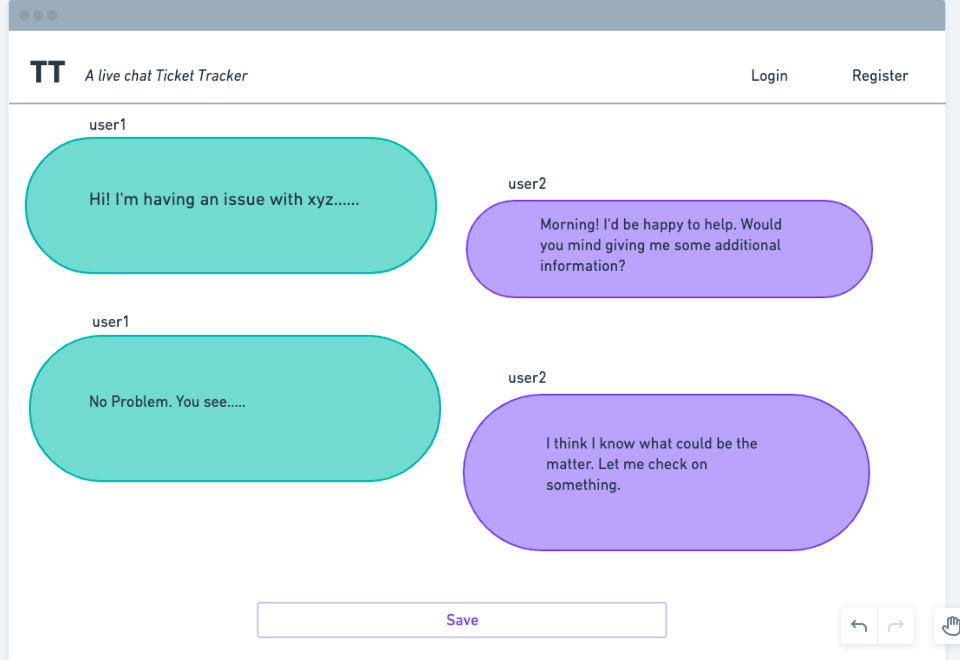 TT
A live chat Ticket Tracker
Login
Register
user1
Hi! I'm having an issue with xyz......
user2
Morning! I'd be happy to help. Would
you mind giving me some additional
information?
user1
No Problem. You see.....
user2
I think I know what could be the
matter. Let me check on
something.
Save